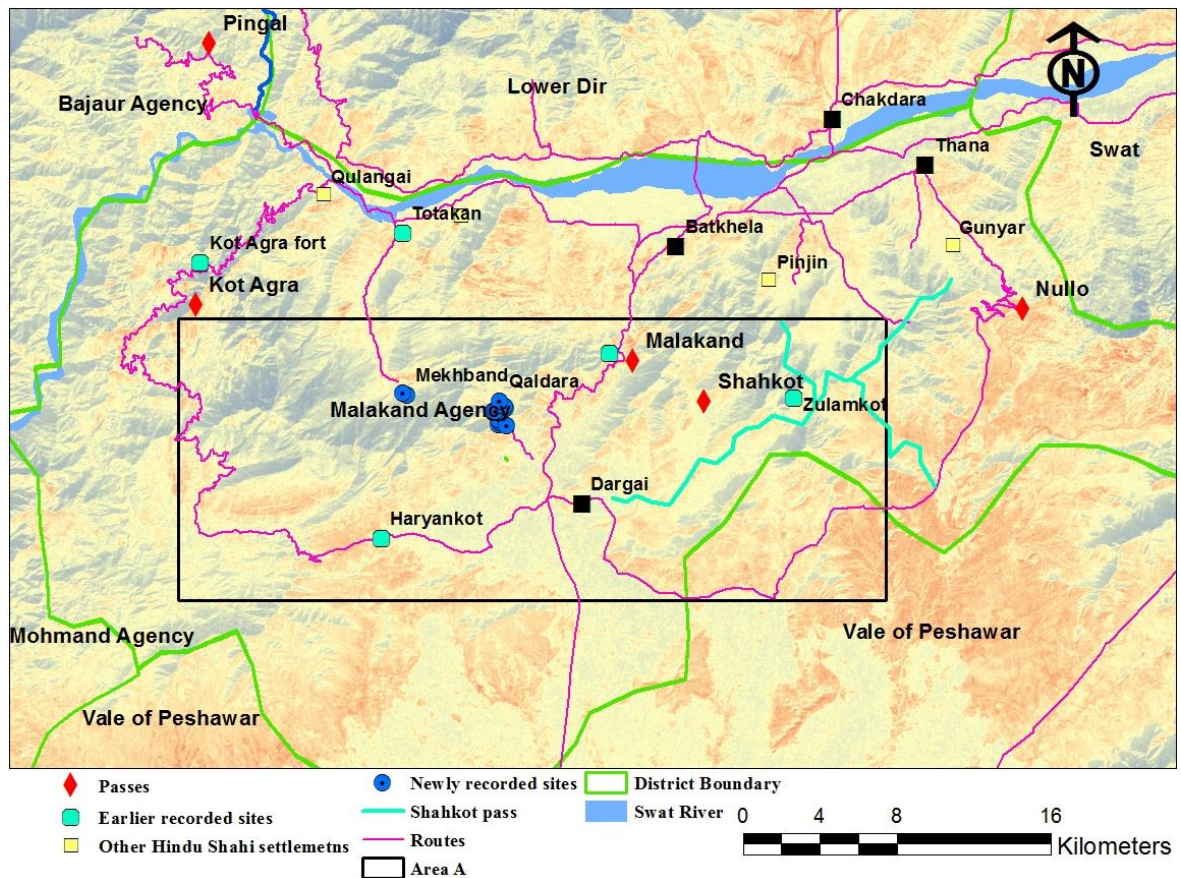 Pingal
Bajaur Agency
Lower Dir
N
Chakdara
Thana
Swat
Qulangai
Totakan
Batkhela
Gunyar
Kot Agra fort
Kot Agra
Pinjin
Nullo
Malakand
Mekhband
Qaldara
Shahkot
Malakand Agency
Zulamkot
Dargai
Haryankot
Mohmand Agency
Vale of Peshawar
Vale of Peshawar
Passes
Earlier recorded sites
Other Hindu Shahi settlemetns
Newly recorded sites
Shahkot pass
Routes
Area A
District Boundary
Swat River
0 4 8 16
Kilometers